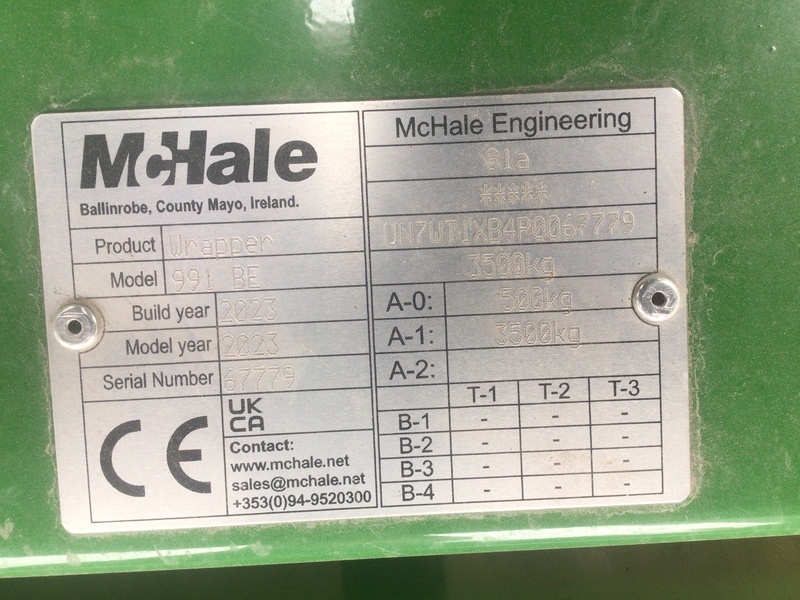 McHale
Ballinrobe, County Mayo, Ireland.
Product Wrapper
Model 991 BE
Build year 2023
Model year 2023
Serial Number 67779
CE
UK
CA
Contact:
www.mchale.net
sales@mchale.net
+353(0)94-9520300
McHale Engineering
S1a
*****
UN7WT1XB4P0067779
3500kg
A-0: 500kg
A-1: 3500kg
A-2:
T-1 T-2 T-3
B-1 - - -
B-2 - - -
B-3 - - -
B-4 - - -